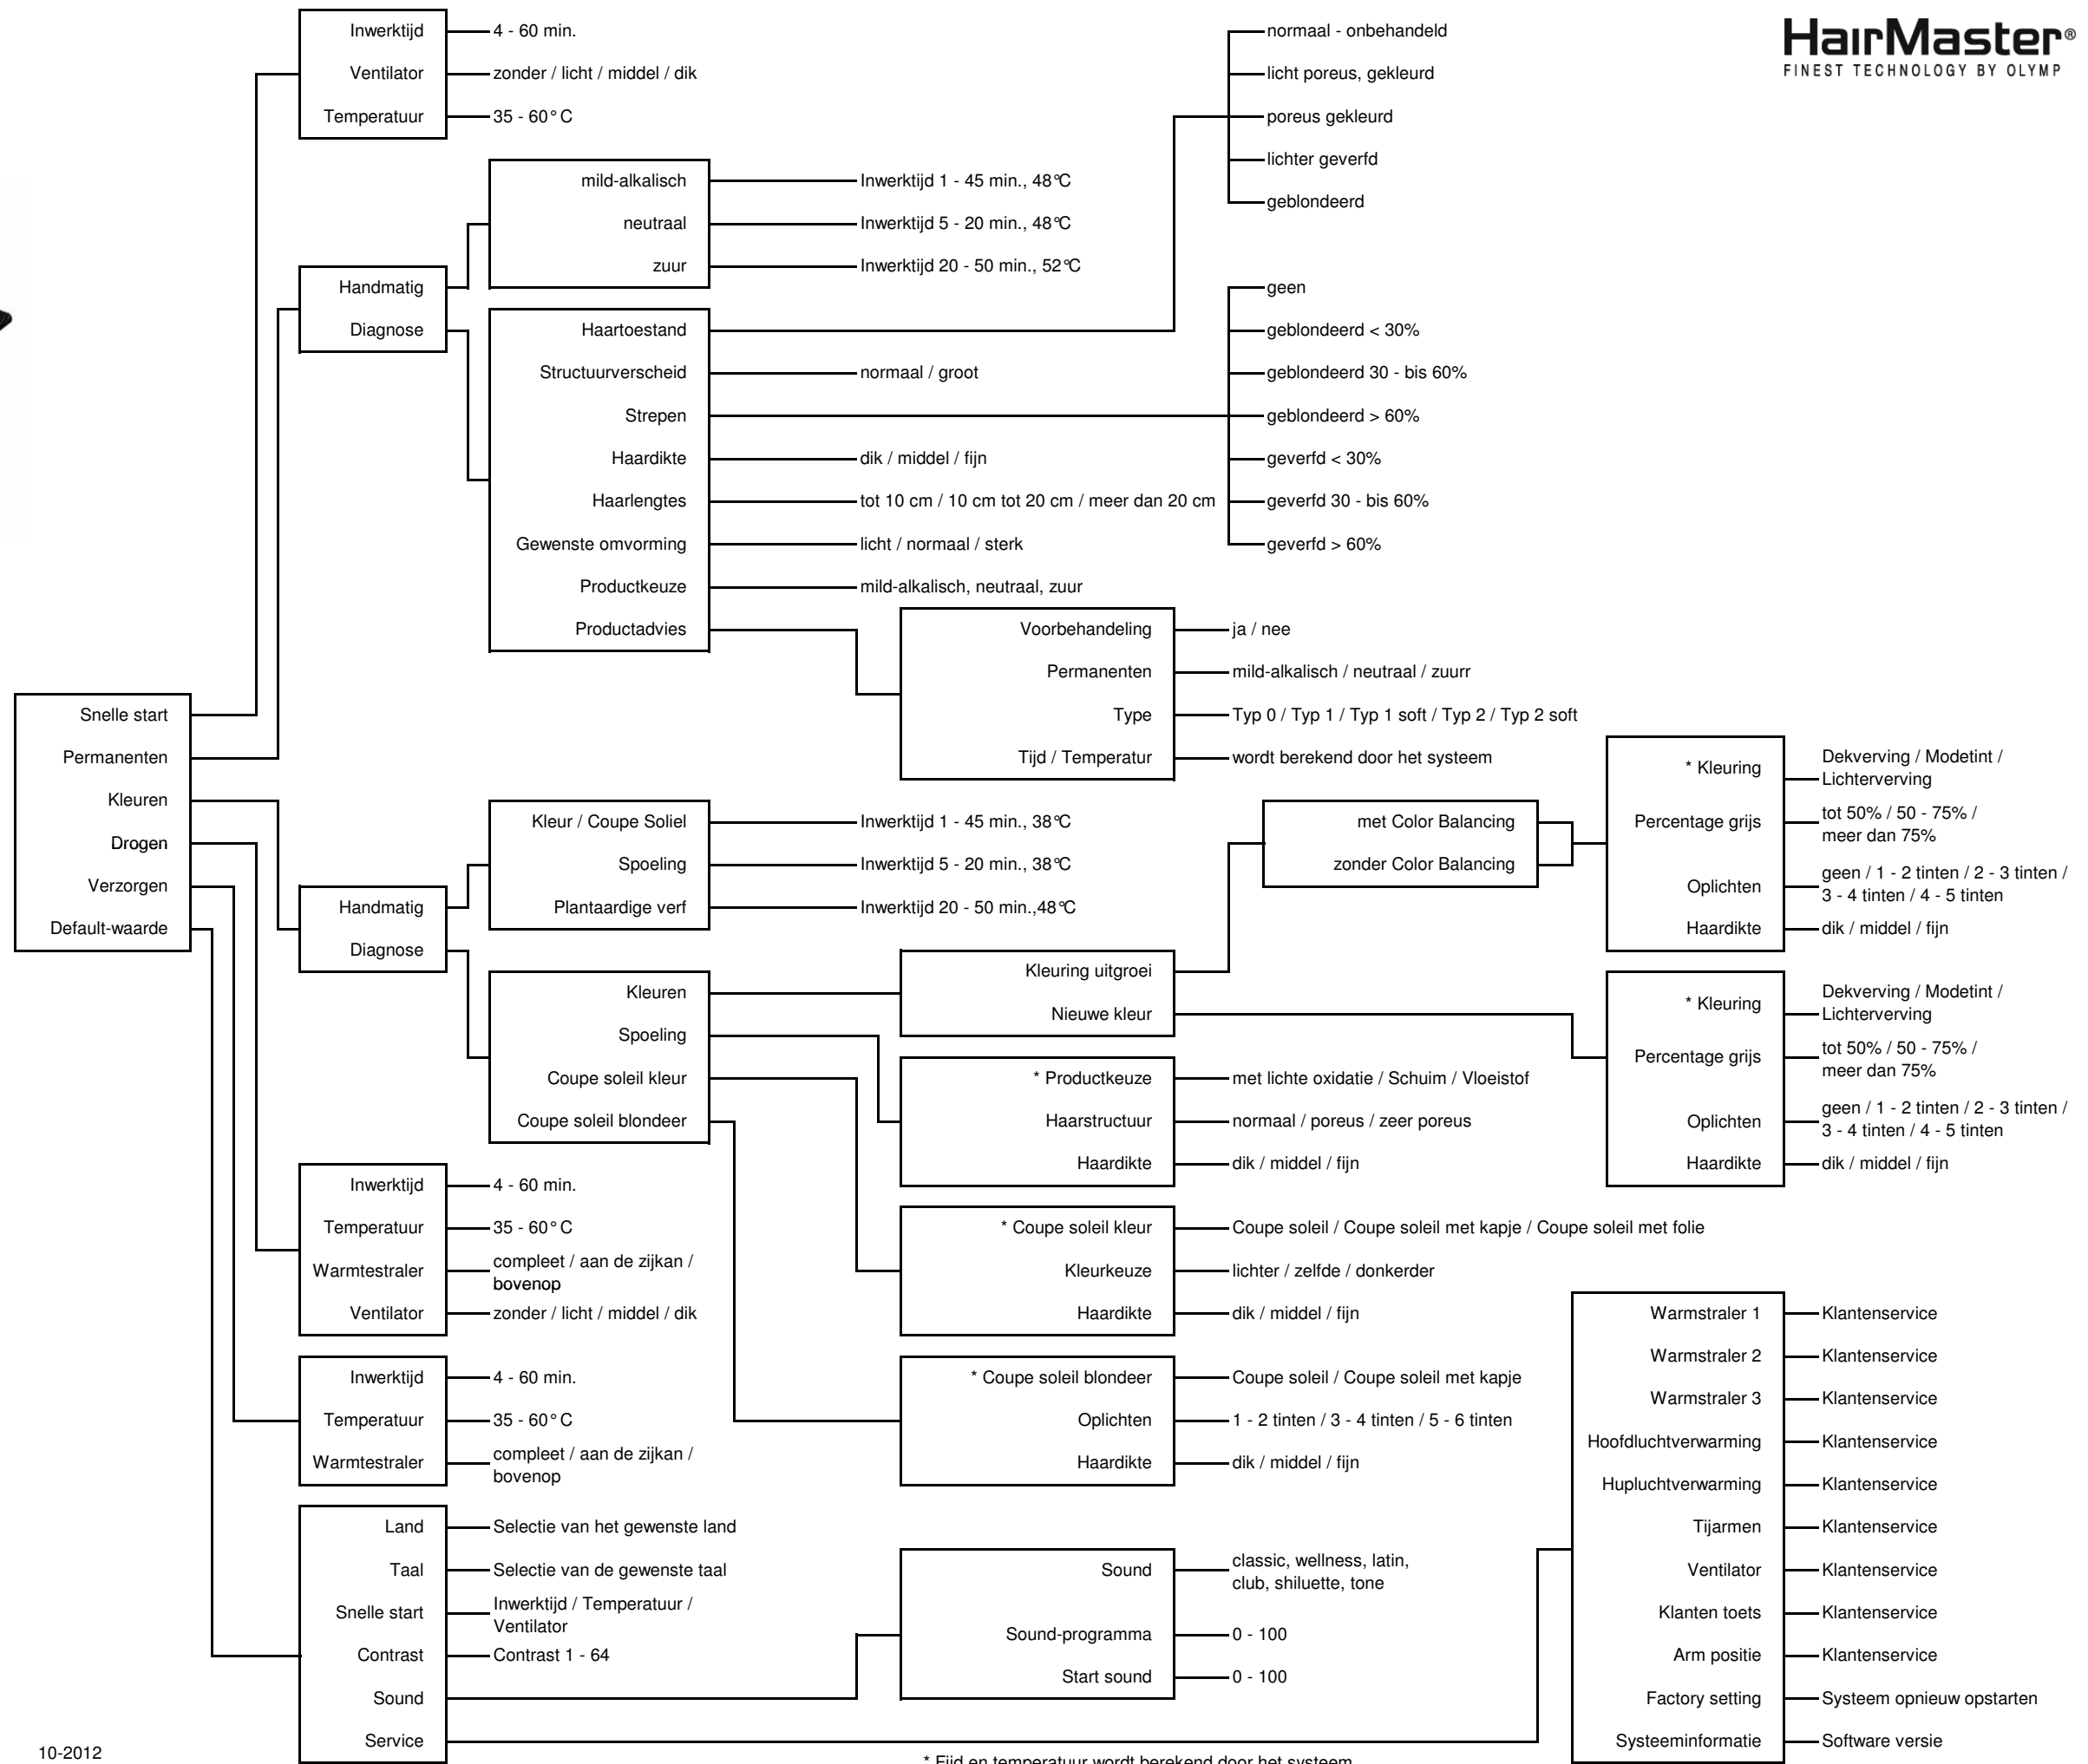 HairMaster®
FINEST TECHNOLOGY BY OLYMP
Inwerktijd
4 - 60 min.
Ventilator
zonder / licht / middel / dik
Temperatuur
35 - 60° C
normaal - onbehandeld
licht poreus, gekleurd
poreus gekleurd
lichter geverfd
geblondeerd
mild-alkalisch
Inwerktijd 1 - 45 min., 48°C
neutraal
Inwerktijd 5 - 20 min., 48°C
zuur
Inwerktijd 20 - 50 min., 52°C
Handmatig
Diagnose
Haartoestand
Structuurverscheid
normaal / groot
Strepen
Haardikte
dik / middel / fijn
Haarlengtes
tot 10 cm / 10 cm tot 20 cm / meer dan 20 cm
Gewenste omvorming
licht / normaal / sterk
Productkeuze
mild-alkalisch, neutraal, zuur
Productadvies
geen
geblondeerd < 30%
geblondeerd 30 - bis 60%
geblondeerd > 60%
geverfd < 30%
geverfd 30 - bis 60%
geverfd > 60%
Voorbehandeling
ja / nee
Permanenten
mild-alkalisch / neutraal / zuurr
Type
Typ 0 / Typ 1 / Typ 1 soft / Typ 2 / Typ 2 soft
Tijd / Temperatur
wordt berekend door het systeem
Snelle start
Permanenten
Kleuren
Drogen
Verzorgen
Default-waarde
Kleur / Coupe Soliel
Inwerktijd 1 - 45 min., 38°C
Spoeling
Inwerktijd 5 - 20 min., 38°C
Plantaardige verf
Inwerktijd 20 - 50 min.,48°C
Handmatig
Diagnose
Kleuren
Spoeling
Coupe soleil kleur
Coupe soleil blondeer
Kleuring uitgroei
Nieuwe kleur
met Color Balancing
zonder Color Balancing
* Kleuring
Dekverving / Modetint /
Lichterverving
Percentage grijs
tot 50% / 50 - 75% /
meer dan 75%
Oplichten
geen / 1 - 2 tinten / 2 - 3 tinten /
3 - 4 tinten / 4 - 5 tinten
Haardikte
dik / middel / fijn
* Kleuring
Dekverving / Modetint /
Lichterverving
Percentage grijs
tot 50% / 50 - 75% /
meer dan 75%
Oplichten
geen / 1 - 2 tinten / 2 - 3 tinten /
3 - 4 tinten / 4 - 5 tinten
Haardikte
dik / middel / fijn
* Productkeuze
met lichte oxidatie / Schuim / Vloeistof
Haarstructuur
normaal / poreus / zeer poreus
Haardikte
dik / middel / fijn
* Coupe soleil kleur
Coupe soleil / Coupe soleil met kapje / Coupe soleil met folie
Kleurkeuze
lichter / zelfde / donkerder
Haardikte
dik / middel / fijn
* Coupe soleil blondeer
Coupe soleil / Coupe soleil met kapje
Oplichten
1 - 2 tinten / 3 - 4 tinten / 5 - 6 tinten
Haardikte
dik / middel / fijn
Inwerktijd
4 - 60 min.
Temperatuur
35 - 60° C
Warmtestraler
compleet / aan de zijkan /
bovenop
Ventilator
zonder / licht / middel / dik
Inwerktijd
4 - 60 min.
Temperatuur
35 - 60° C
Warmtestraler
compleet / aan de zijkan /
bovenop
Land
Selectie van het gewenste land
Taal
Selectie van de gewenste taal
Snelle start
Inwerktijd / Temperatuur /
Ventilator
Contrast
Contrast 1 - 64
Sound
Service
Sound
classic, wellness, latin,
club, shiluette, tone
Sound-programma
0 - 100
Start sound
0 - 100
Warmstraler 1
Klantenservice
Warmstraler 2
Klantenservice
Warmstraler 3
Klantenservice
Hoofdluchtverwarming
Klantenservice
Hupluchtverwarming
Klantenservice
Tijarmen
Klantenservice
Ventilator
Klantenservice
Klanten toets
Klantenservice
Arm positie
Klantenservice
Factory setting
Systeem opnieuw opstarten
Systeeminformatie
Software versie
10-2012
* Fijd en temperatuur wordt berekend door het systeem